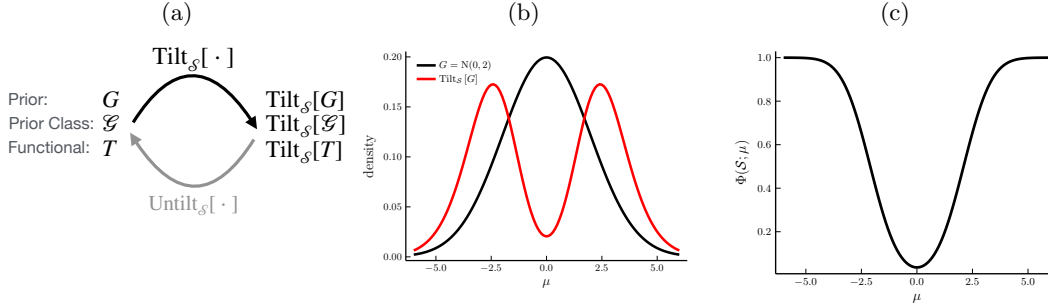 (a)
Tilt𝒮[ · ]
Prior: G Tilt𝒮[G]
Prior Class: 𝒢 Tilt𝒮[𝒢]
Functional: T Tilt𝒮[T]
Untilt𝒮[ · ]
(b)
G = N(0, 2)
Tilt𝒮[G]
density
0.20
0.15
0.10
0.05
0.00
−5.0 −2.5 0.0 2.5 5.0
μ
(c)
Φ(𝒮; μ)
1.0
0.8
0.6
0.4
0.2
−5.0 −2.5 0.0 2.5 5.0
μ